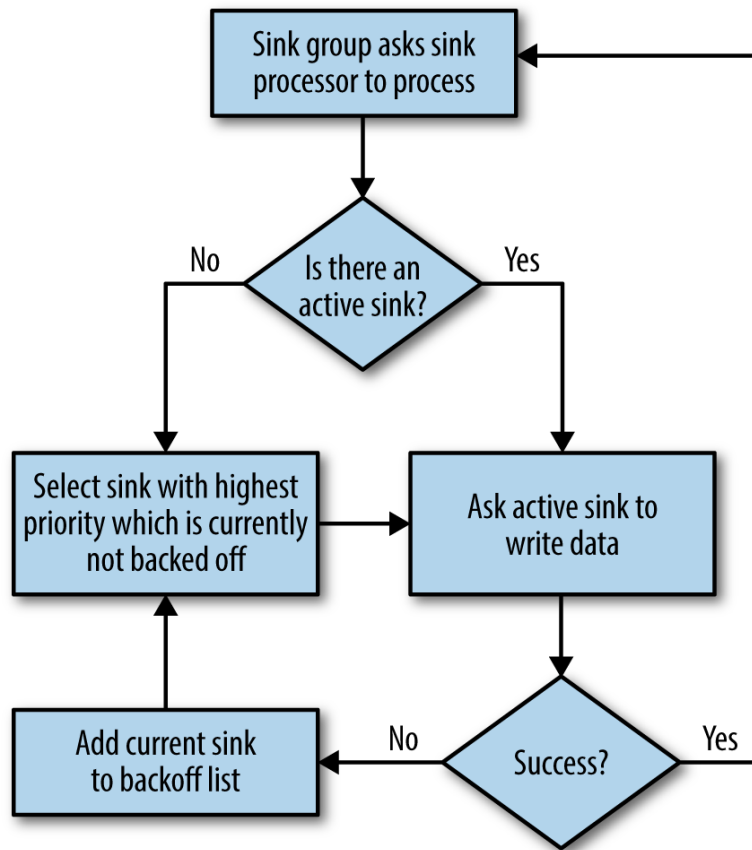 Sink group asks sink
processor to process
No
Is there an
active sink?
Yes
Select sink with highest
priority which is currently
not backed off
Ask active sink to
write data
Add current sink
to backoff list
No
Success?
Yes